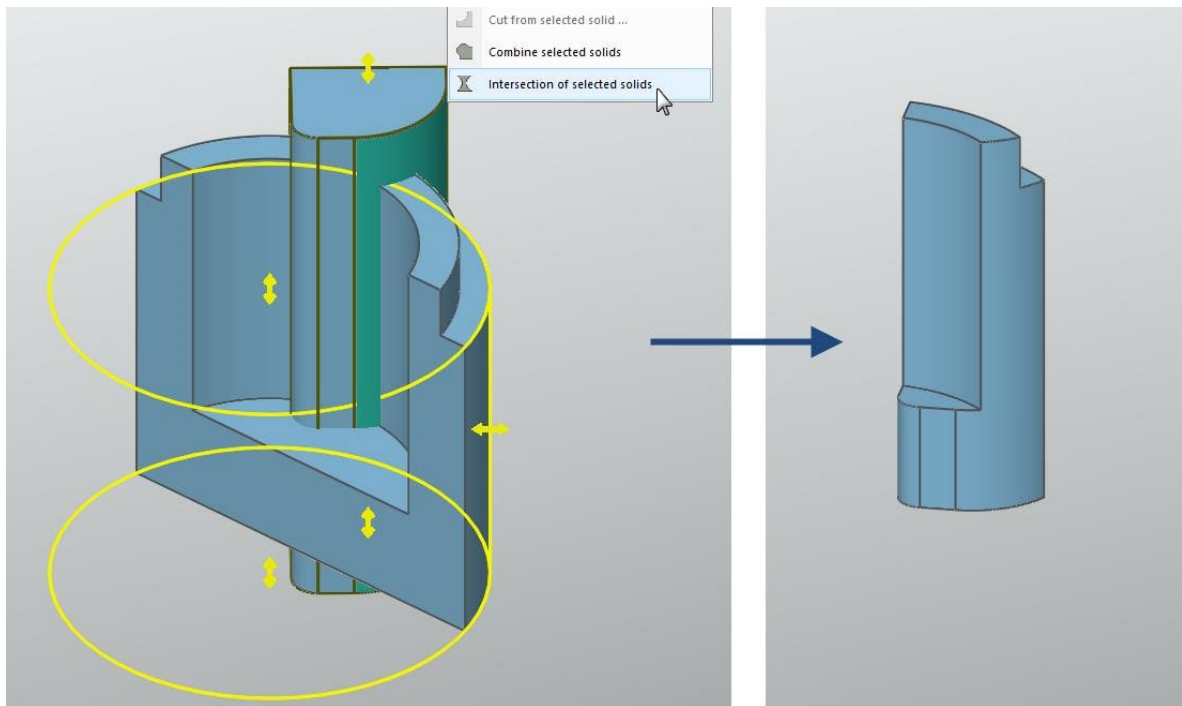 Cut from selected solid ...
Combine selected solids
Intersection of selected solids